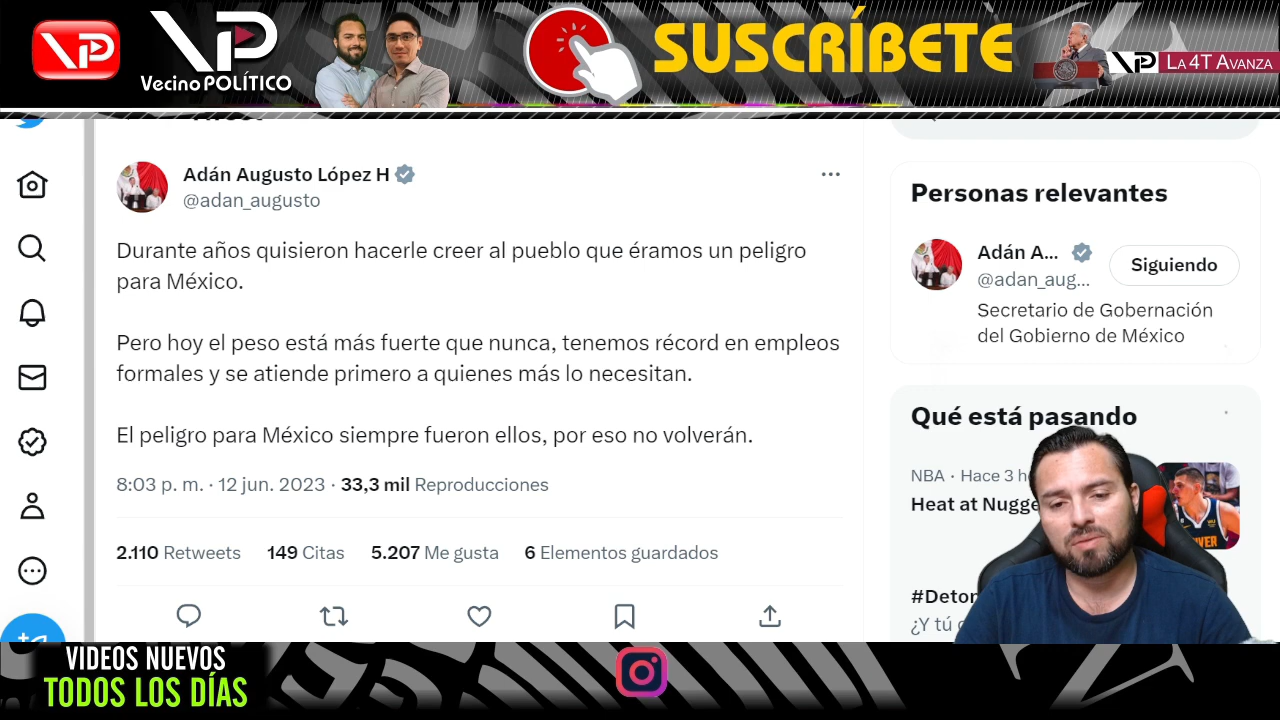 VP
VP
Vecino POLÍTICO
SUSCRÍBETE
VP LA 4T AVANZA
Adán Augusto López H
@adan_augusto
Durante años quisieron hacerle creer al pueblo que éramos un peligro
para México.
Pero hoy el peso está más fuerte que nunca, tenemos récord en empleos
formales y se atiende primero a quienes más lo necesitan.
El peligro para México siempre fueron ellos, por eso no volverán.
8:03 p. m. · 12 jun. 2023 · 33,3 mil Reproducciones
2.110 Retweets 149 Citas 5.207 Me gusta 6 Elementos guardados
Personas relevantes
Adán A...
@adan_aug...
Siguiendo
Secretario de Gobernación
del Gobierno de México
Qué está pasando
NBA · Hace 3
Heat at
¿Y tú
VIDEOS NUEVOS
TODOS LOS DÍAS